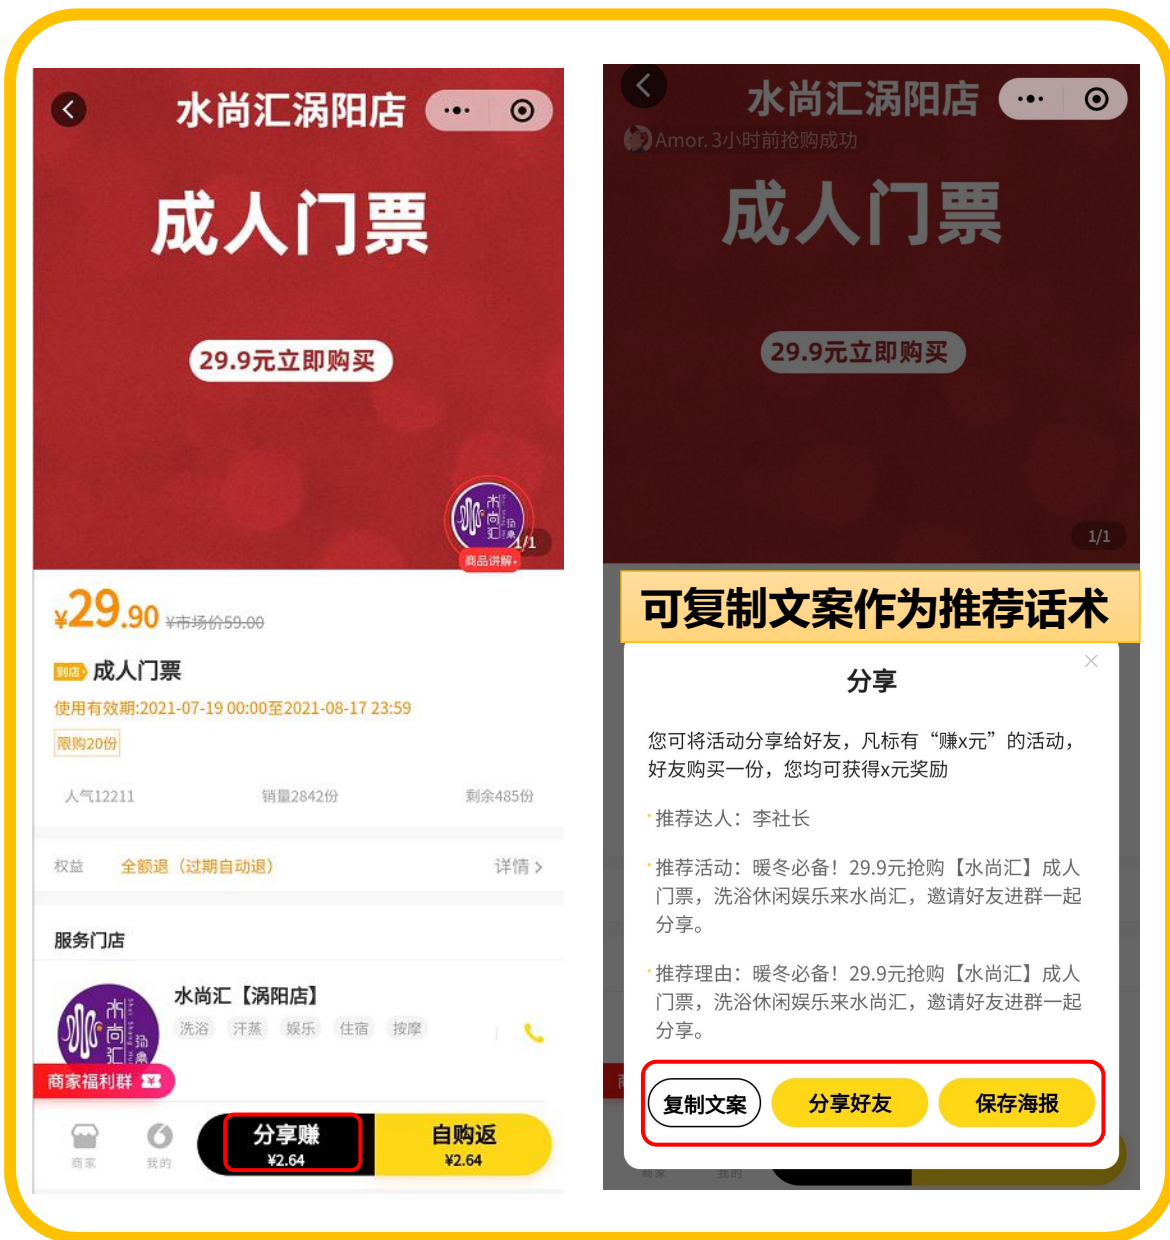 水尚汇涡阳店
成人门票
29.9元立即购买
水尚汇
商品讲解
1/1
¥29.90 ¥市场价59.00
到店 成人门票
使用有效期:2021-07-19 00:00至2021-08-17 23:59
限购20份
人气12211 销量2842份 剩余485份
权益 全额退（过期自动退） 详情 >
服务门店
水尚汇【涡阳店】
洗浴 汗蒸 娱乐 住宿 按摩
水尚汇
商家福利群
商家 我的
分享赚
¥2.64
自购返
¥2.64
水尚汇涡阳店
Amor. 3小时前抢购成功
成人门票
29.9元立即购买
1/1
可复制文案作为推荐话术
分享
您可将活动分享给好友，凡标有“赚x元”的活动，
好友购买一份，您均可获得x元奖励
推荐达人：李社长
推荐活动：暖冬必备！29.9元抢购【水尚汇】成人
门票，洗浴休闲娱乐来水尚汇，邀请好友进群一起
分享。
推荐理由：暖冬必备！29.9元抢购【水尚汇】成人
门票，洗浴休闲娱乐来水尚汇，邀请好友进群一起
分享。
复制文案 分享好友 保存海报
商家 我的